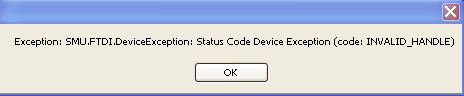 Exception: SMU.FTDI.DeviceException: Status Code Device Exception (code: INVALID_HANDLE)
OK